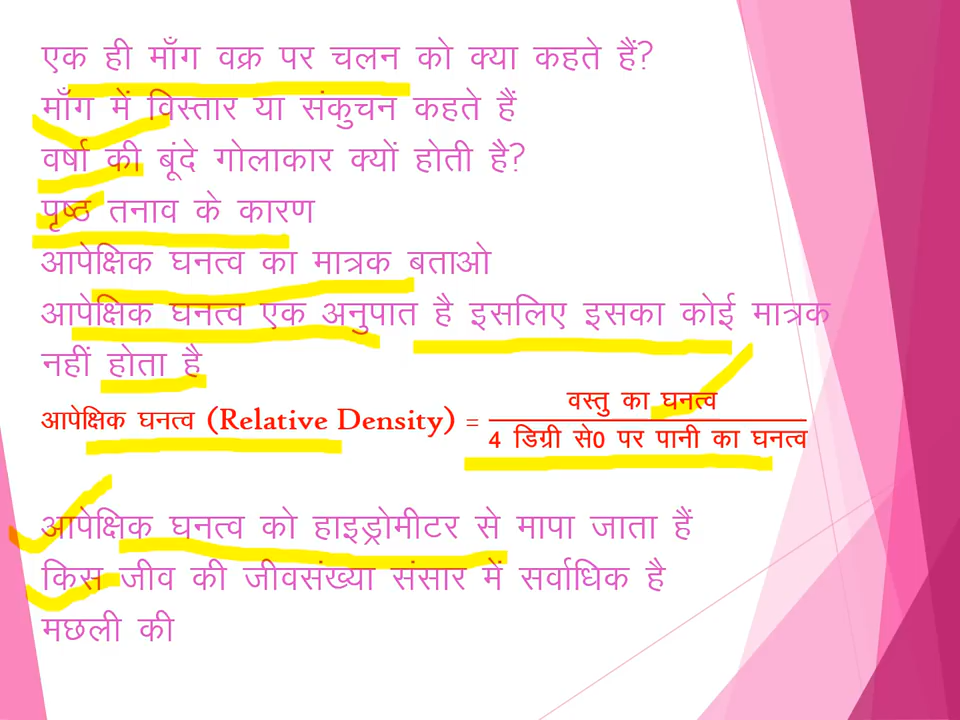 एक ही माँग वक्र पर चलन को क्या कहते हैं?
माँग में विस्तार या संकुचन कहते हैं
वर्षा की बूंदे गोलाकार क्यों होती है?
पृष्ठ तनाव के कारण
आपेक्षिक घनत्व का मात्रक बताओ
आपेक्षिक घनत्व एक अनुपात है इसलिए इसका कोई मात्रक
नहीं होता है
आपेक्षिक घनत्व (Relative Density) = वस्तु का घनत्व
4 डिग्री से0 पर पानी का घनत्व
आपेक्षिक घनत्व को हाइड्रोमीटर से मापा जाता हैं
किस जीव की जीवसंख्या संसार में सर्वाधिक है
मछली की